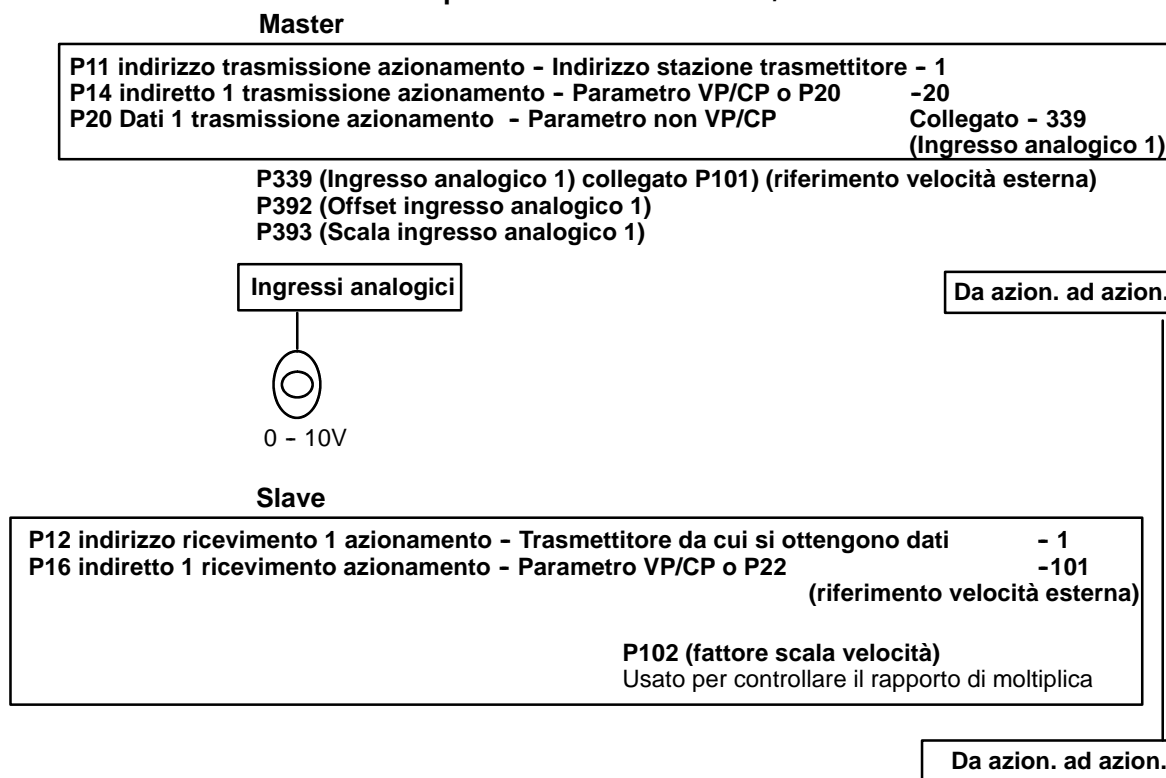 Master
P11 indirizzo trasmissione azionamento - Indirizzo stazione trasmettitore - 1
P14 indiretto 1 trasmissione azionamento - Parametro VP/CP o P20 -20
P20 Dati 1 trasmissione azionamento - Parametro non VP/CP Collegato - 339
(Ingresso analogico 1)
P339 (Ingresso analogico 1) collegato P101) (riferimento velocità esterna)
P392 (Offset ingresso analogico 1)
P393 (Scala ingresso analogico 1)
Ingressi analogici
Da azion. ad azion.
0 - 10V
Slave
P12 indirizzo ricevimento 1 azionamento - Trasmettitore da cui si ottengono dati - 1
P16 indiretto 1 ricevimento azionamento - Parametro VP/CP o P22 -101
(riferimento velocità esterna)
P102 (fattore scala velocità)
Usato per controllare il rapporto di moltiplica
Da azion. ad azion.